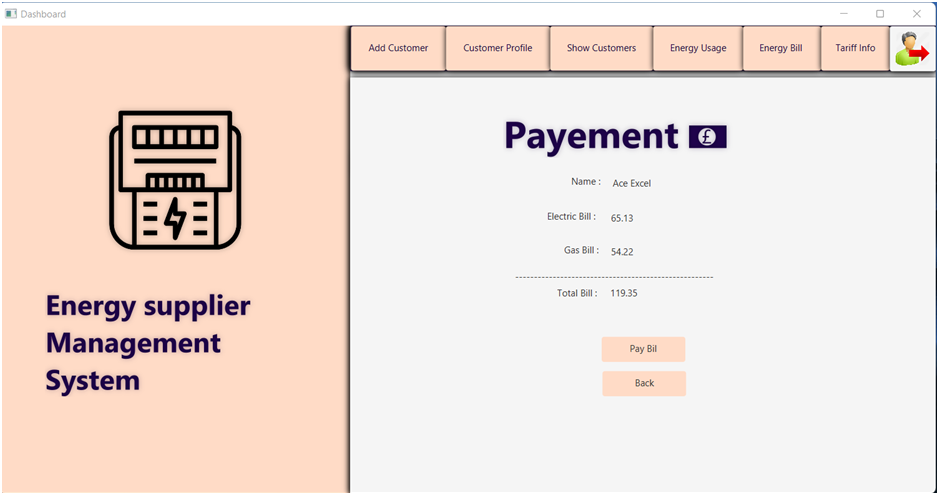 Dashboard
Add Customer Customer Profile Show Customers Energy Usage Energy Bill Tariff Info
Energy supplier
Management
System
Payement £
Name : Ace Excel
Electric Bill : 65.13
Gas Bill : 54.22
--------------------------------------------------
Total Bill : 119.35
Pay Bil
Back